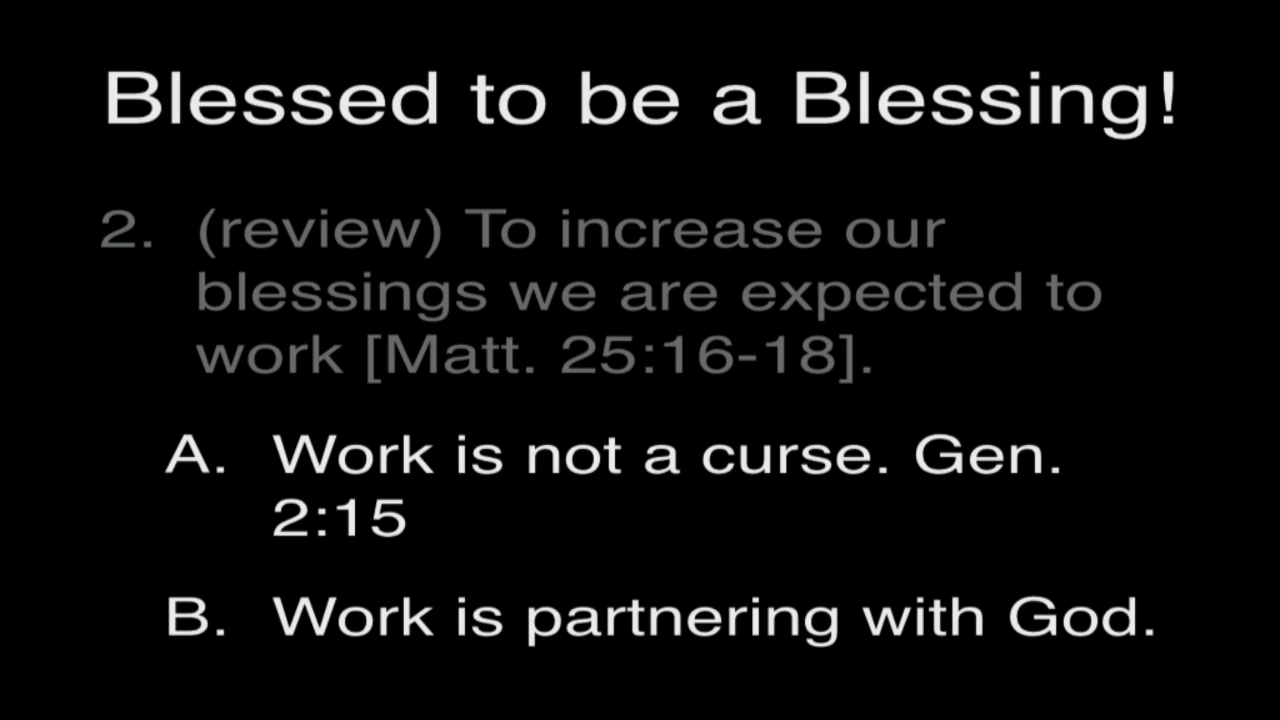 Blessed to be a Blessing!
2. (review) To increase our
blessings we are expected to
work [Matt. 25:16-18].
A. Work is not a curse. Gen.
2:15
B. Work is partnering with God.